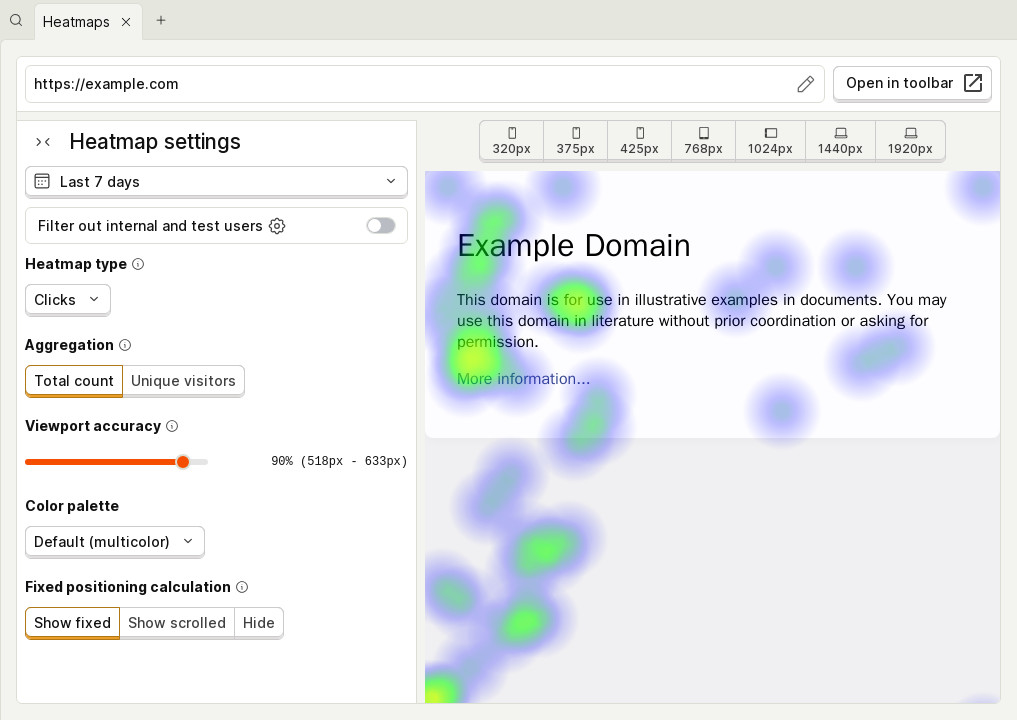 Heatmaps
https://example.com
Open in toolbar
Heatmap settings
Last 7 days
Filter out internal and test users
Heatmap type
Clicks
Aggregation
Total count
Unique visitors
Viewport accuracy
90% (518px - 633px)
Color palette
Default (multicolor)
Fixed positioning calculation
Show fixed
Show scrolled
Hide
320px
375px
425px
768px
1024px
1440px
1920px
Example Domain
This domain is for use in illustrative examples in documents. You may
use this domain in literature without prior coordination or asking for
permission.
More information...